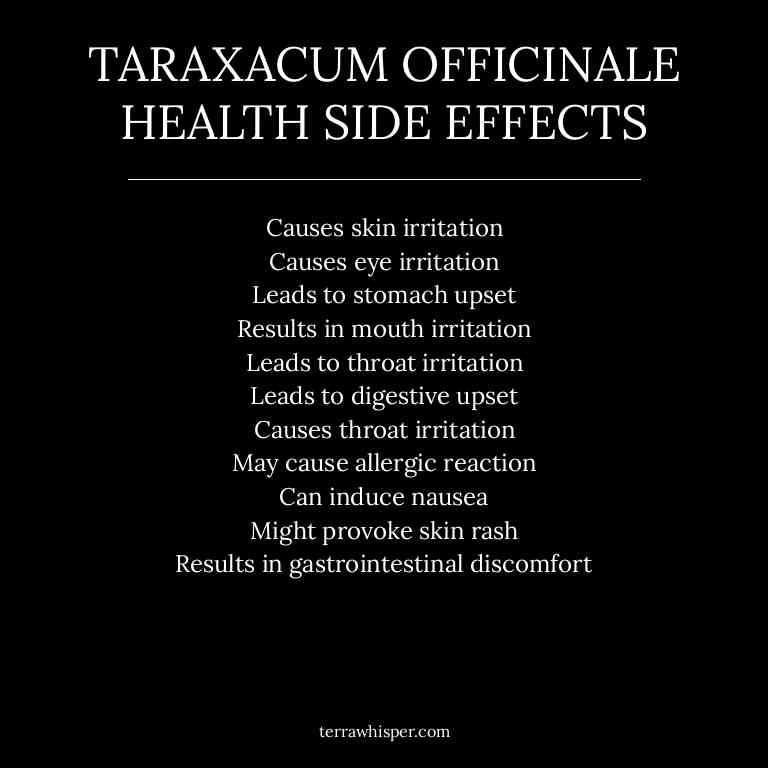 TARAXACUM OFFICINALE
HEALTH SIDE EFFECTS
Causes skin irritation
Causes eye irritation
Leads to stomach upset
Results in mouth irritation
Leads to throat irritation
Leads to digestive upset
Causes throat irritation
May cause allergic reaction
Can induce nausea
Might provoke skin rash
Results in gastrointestinal discomfort
terrawhisper.com